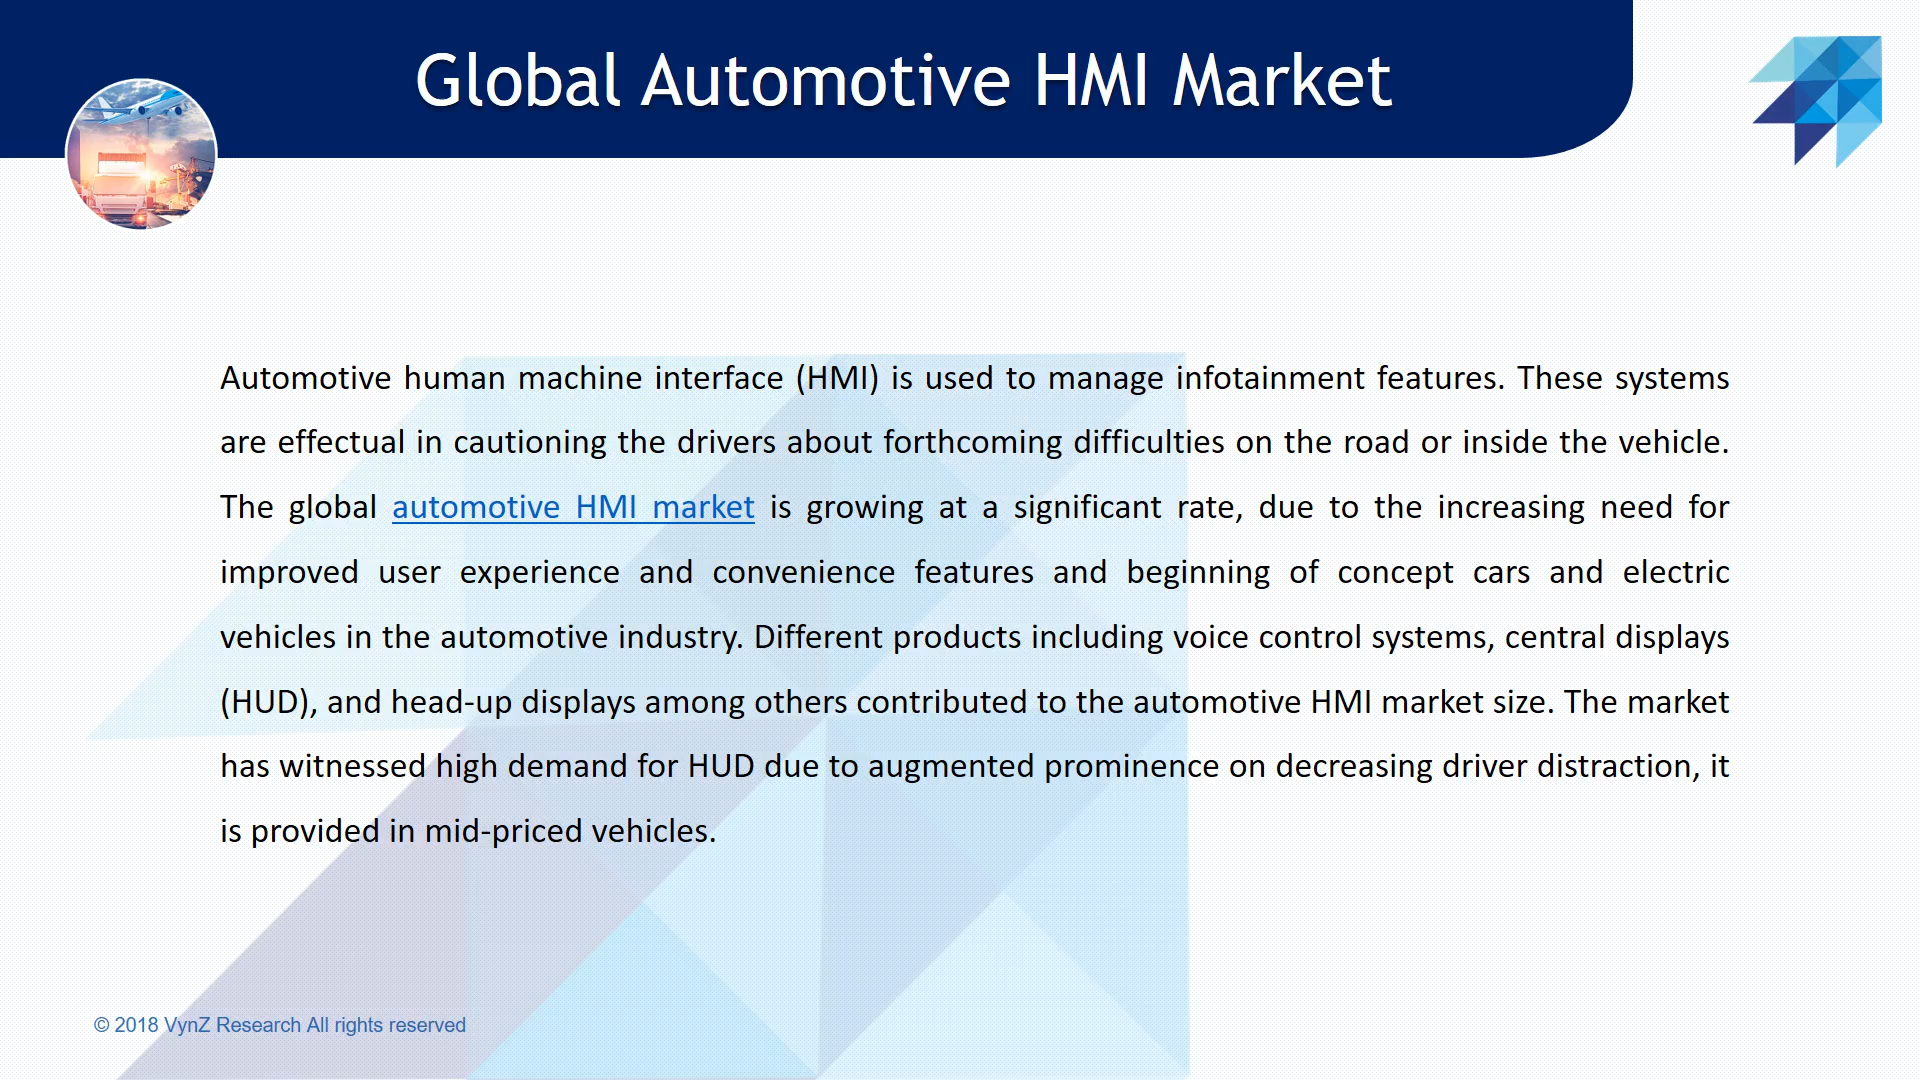 Global Automotive HMI Market
Automotive human machine interface (HMI) is used to manage infotainment features. These systems
are effectual in cautioning the drivers about forthcoming difficulties on the road or inside the vehicle.
The global automotive HMI market is growing at a significant rate, due to the increasing need for
improved user experience and convenience features and beginning of concept cars and electric
vehicles in the automotive industry. Different products including voice control systems, central displays
(HUD), and head-up displays among others contributed to the automotive HMI market size. The market
has witnessed high demand for HUD due to augmented prominence on decreasing driver distraction, it
is provided in mid-priced vehicles.
© 2018 VynZ Research All rights reserved